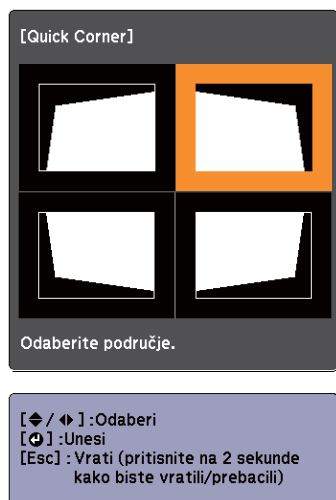 [Quick Corner]
Odaberite područje.
[◆/◆] :Odaberi
[↵] :Unesi
[Esc] : Vrati (pritisnite na 2 sekunde
kako biste vratili/prebacili)